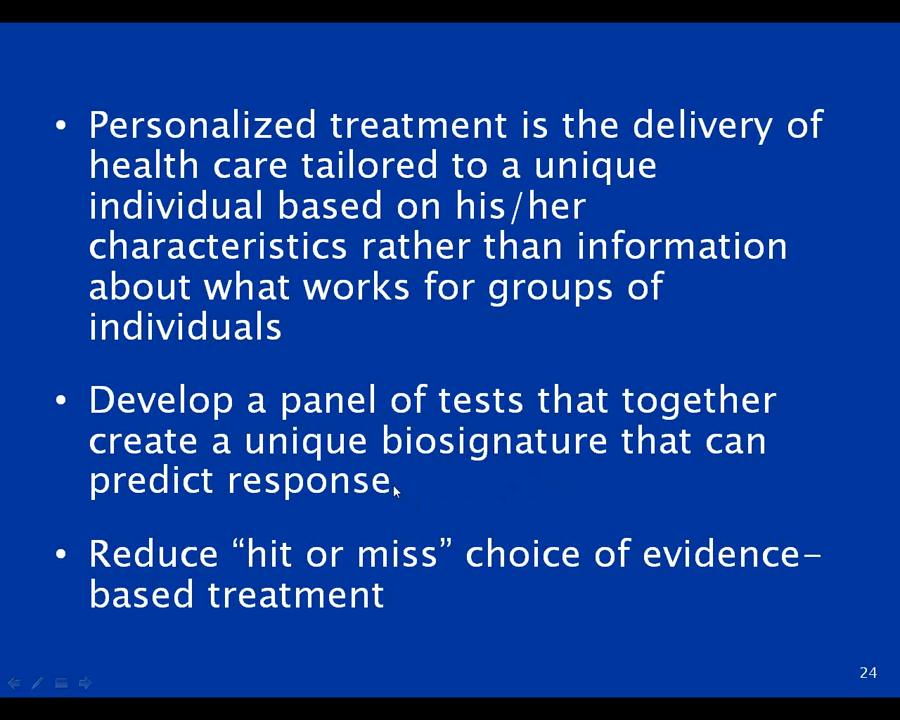 • Personalized treatment is the delivery of
health care tailored to a unique
individual based on his/her
characteristics rather than information
about what works for groups of
individuals
• Develop a panel of tests that together
create a unique biosignature that can
predict response.
• Reduce “hit or miss” choice of evidence-
based treatment
24